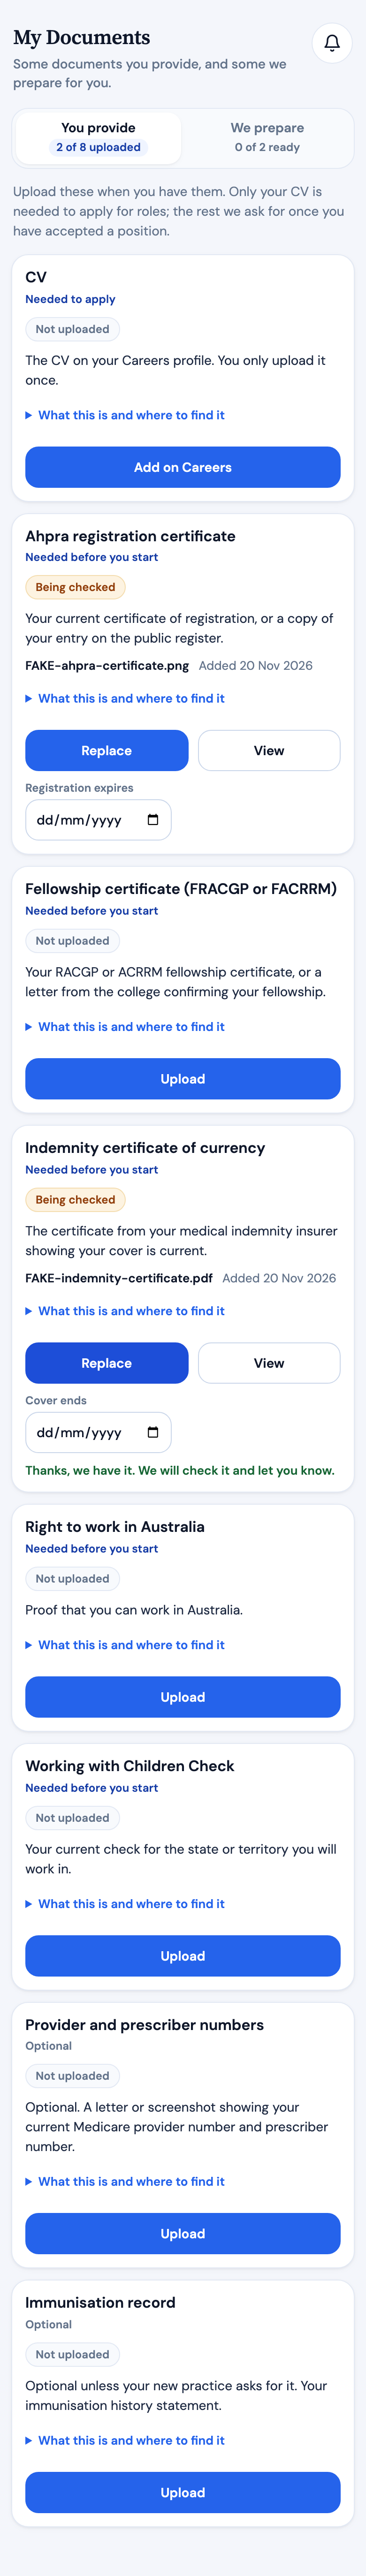 My Documents
Some documents you provide, and some we
prepare for you.
You provide
2 of 8 uploaded
We prepare
0 of 2 ready
Upload these when you have them. Only your CV is
needed to apply for roles; the rest we ask for once you
have accepted a position.
CV
Needed to apply
Not uploaded
The CV on your Careers profile. You only upload it
once.
What this is and where to find it
Add on Careers
Ahpra registration certificate
Needed before you start
Being checked
Your current certificate of registration, or a copy of
your entry on the public register.
FAKE-ahpra-certificate.png Added 20 Nov 2026
What this is and where to find it
Replace
View
Registration expires
dd/mm/yyyy
Fellowship certificate (FRACGP or FACRRM)
Needed before you start
Not uploaded
Your RACGP or ACRRM fellowship certificate, or a
letter from the college confirming your fellowship.
What this is and where to find it
Upload
Indemnity certificate of currency
Needed before you start
Being checked
The certificate from your medical indemnity insurer
showing your cover is current.
FAKE-indemnity-certificate.pdf Added 20 Nov 2026
What this is and where to find it
Replace
View
Cover ends
dd/mm/yyyy
Thanks, we have it. We will check it and let you know.
Right to work in Australia
Needed before you start
Not uploaded
Proof that you can work in Australia.
What this is and where to find it
Upload
Working with Children Check
Needed before you start
Not uploaded
Your current check for the state or territory you will
work in.
What this is and where to find it
Upload
Provider and prescriber numbers
Optional
Not uploaded
Optional. A letter or screenshot showing your
current Medicare provider number and prescriber
number.
What this is and where to find it
Upload
Immunisation record
Optional
Not uploaded
Optional unless your new practice asks for it. Your
immunisation history statement.
What this is and where to find it
Upload